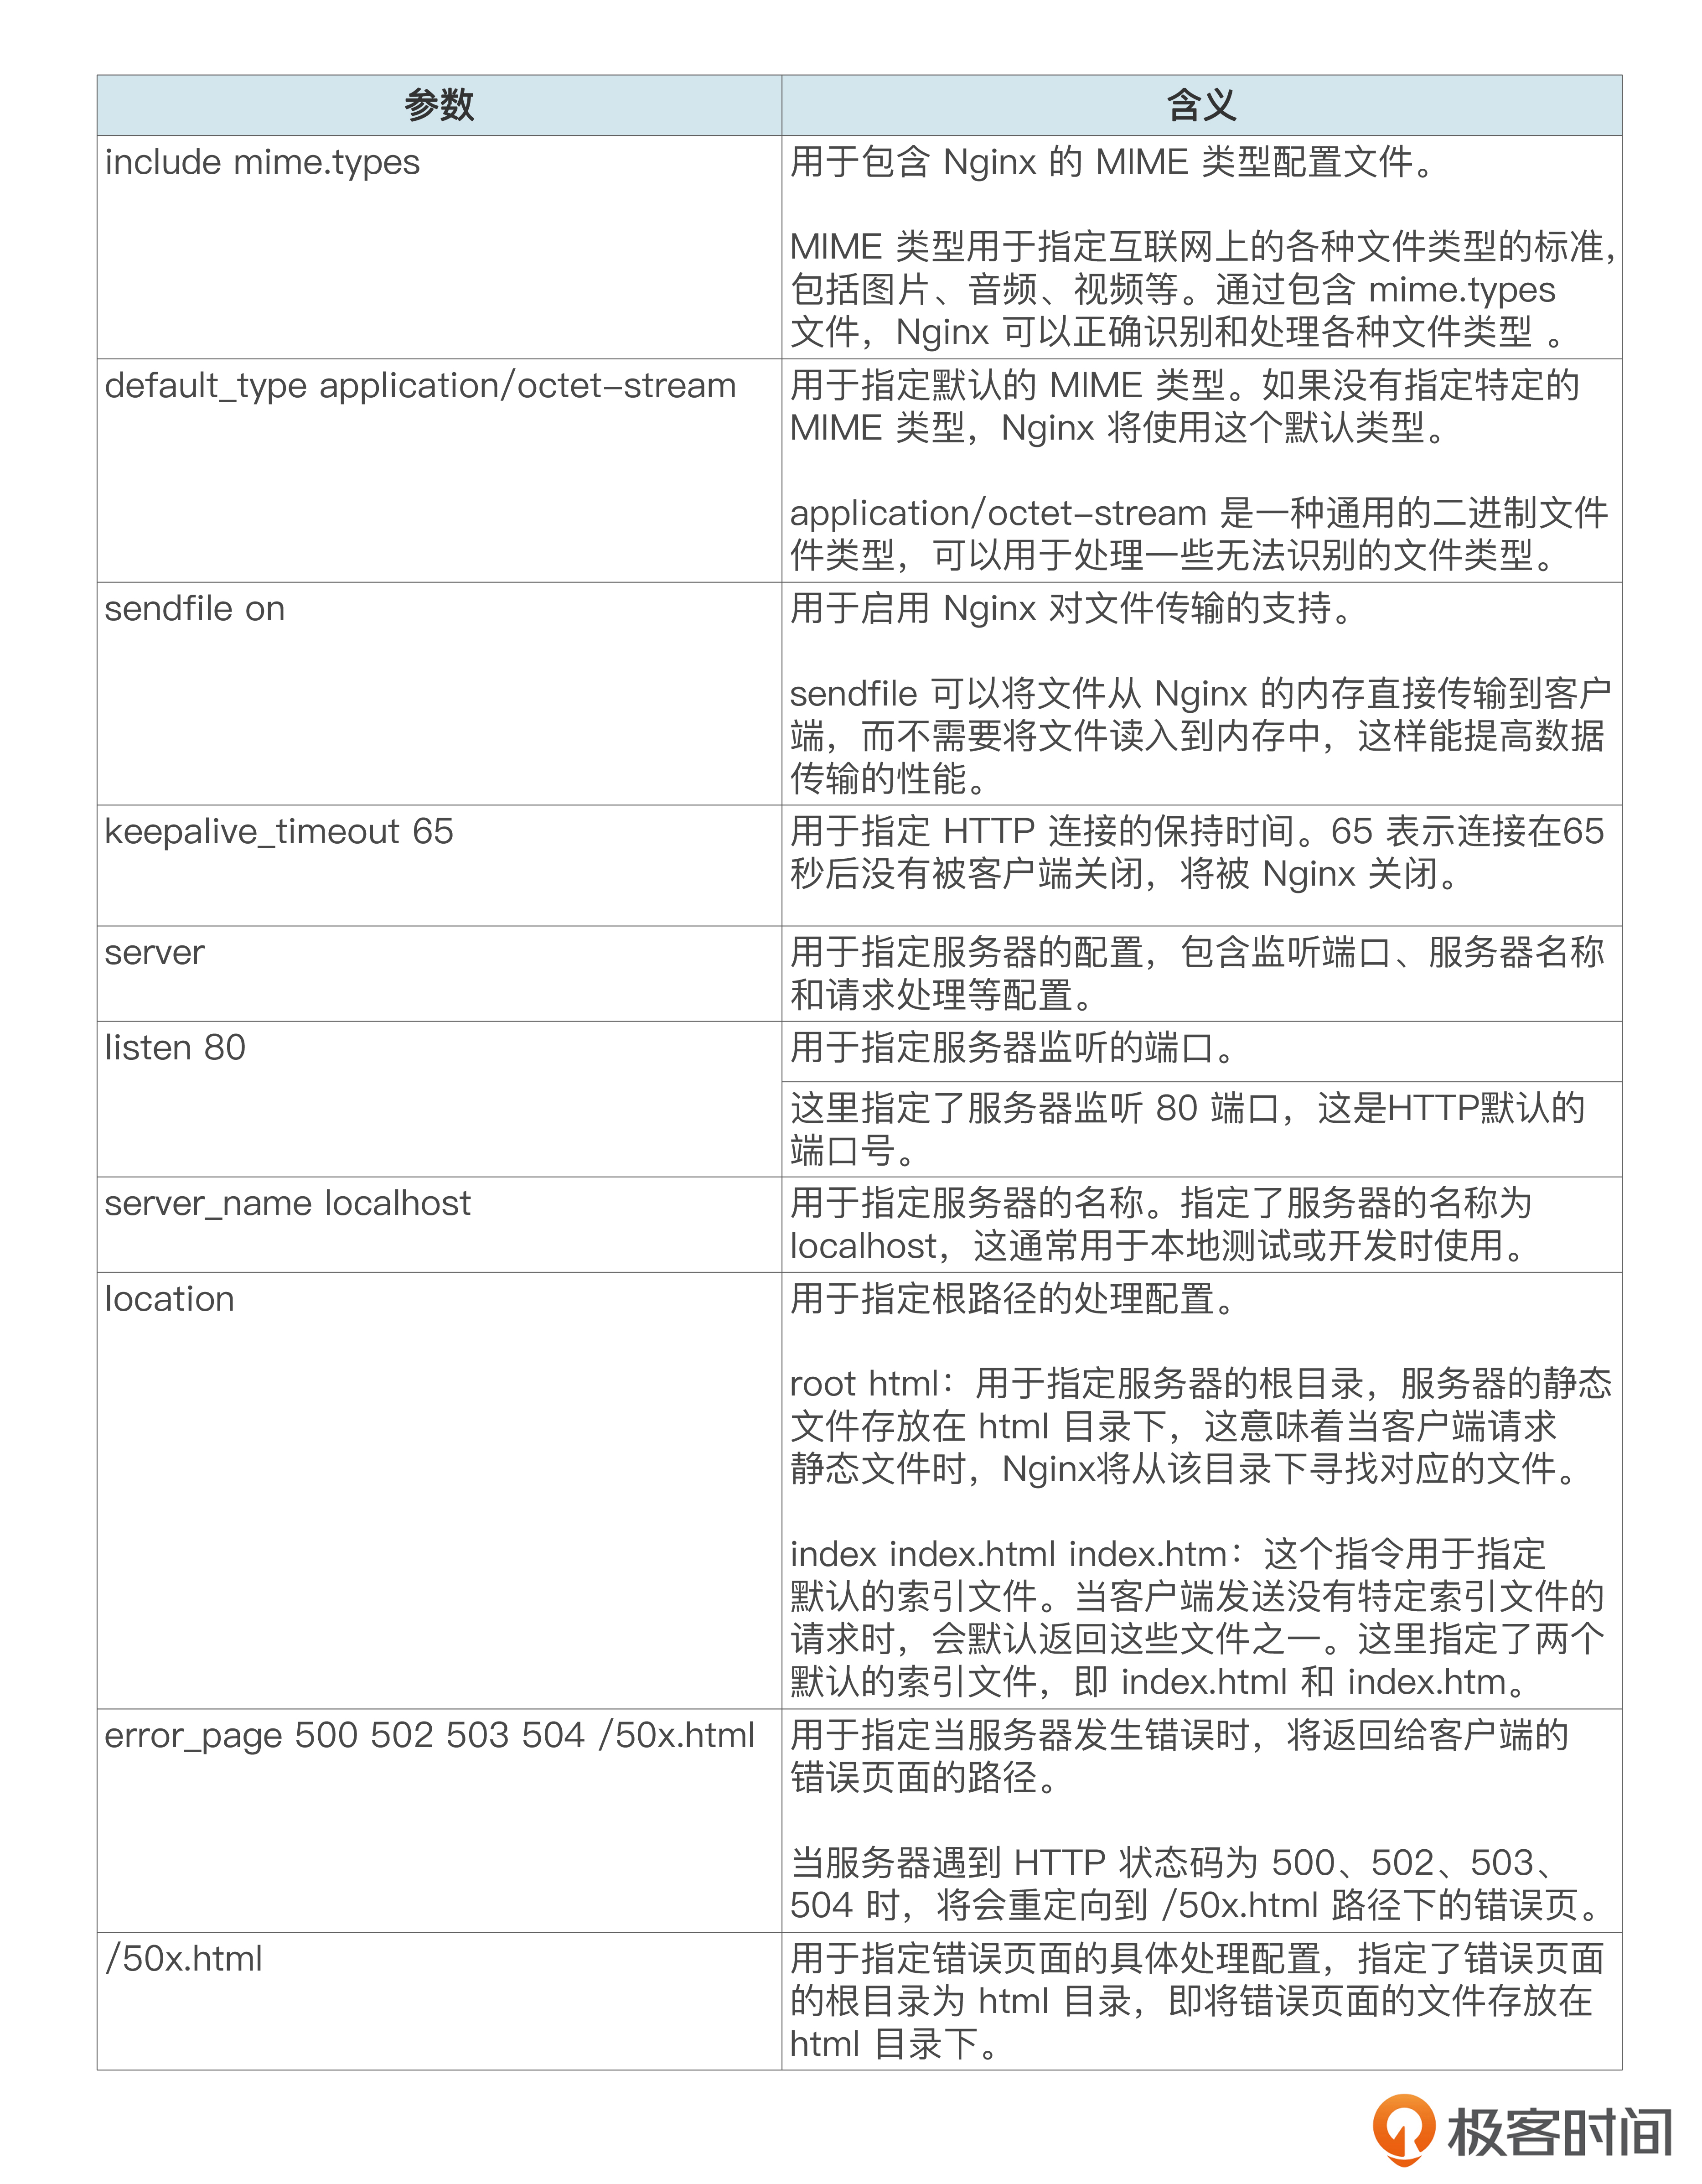 参数
含义
include mime.types
用于包含 Nginx 的 MIME 类型配置文件。
MIME 类型用于指定互联网上的各种文件类型的标准，
包括图片、音频、视频等。通过包含 mime.types
文件，Nginx 可以正确识别和处理各种文件类型 。
default_type application/octet-stream
用于指定默认的 MIME 类型。如果没有指定特定的
MIME 类型，Nginx 将使用这个默认类型。
application/octet-stream 是一种通用的二进制文件
件类型，可以用于处理一些无法识别的文件类型。
sendfile on
用于启用 Nginx 对文件传输的支持。
sendfile 可以将文件从 Nginx 的内存直接传输到客户
端，而不需要将文件读入到内存中，这样能提高数据
传输的性能。
keepalive_timeout 65
用于指定 HTTP 连接的保持时间。65 表示连接在65
秒后没有被客户端关闭，将被 Nginx 关闭。
server
用于指定服务器的配置，包含监听端口、服务器名称
和请求处理等配置。
listen 80
用于指定服务器监听的端口。
这里指定了服务器监听 80 端口，这是HTTP默认的
端口号。
server_name localhost
用于指定服务器的名称。指定了服务器的名称为
localhost，这通常用于本地测试或开发时使用。
location
用于指定根路径的处理配置。
root html：用于指定服务器的根目录，服务器的静态
文件存放在 html 目录下，这意味着当客户端请求
静态文件时，Nginx将从该目录下寻找对应的文件。
index index.html index.htm：这个指令用于指定
默认的索引文件。当客户端发送没有特定索引文件的
请求时，会默认返回这些文件之一。这里指定了两个
默认的索引文件，即 index.html 和 index.htm。
error_page 500 502 503 504 /50x.html
用于指定当服务器发生错误时，将返回给客户端的
错误页面的路径。
当服务器遇到 HTTP 状态码为 500、502、503、
504 时，将会重定向到 /50x.html 路径下的错误页。
/50x.html
用于指定错误页面的具体处理配置，指定了错误页面
的根目录为 html 目录，即将错误页面的文件存放在
html 目录下。
极客时间